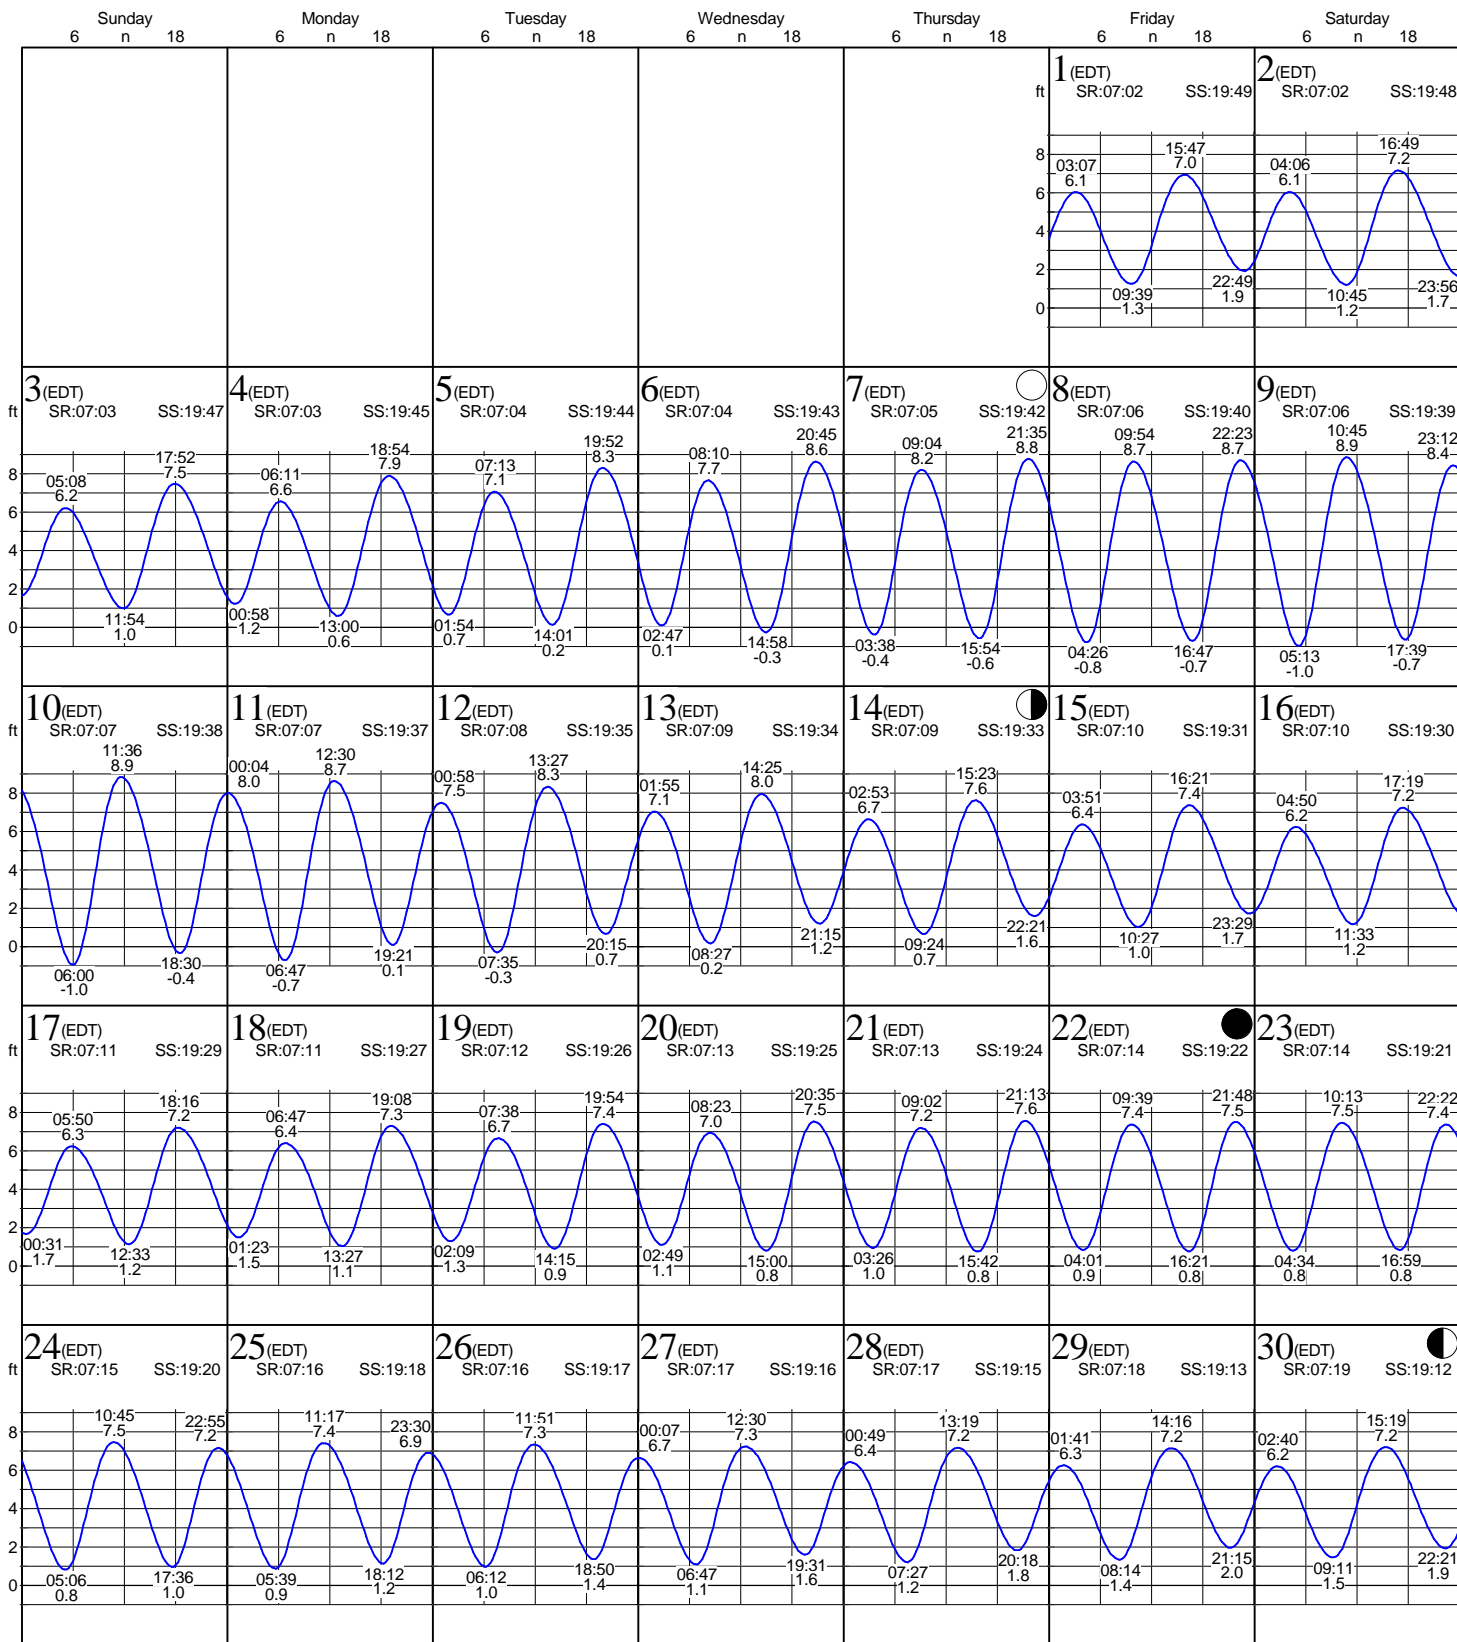 Sunday Monday Tuesday Wednesday Thursday Friday Saturday
6 n 18 6 n 18 6 n 18 6 n 18 6 n 18 6 n 18 6 n 18
1(EDT) 2(EDT)
ft SR:07:02 SS:19:49 SR:07:02 SS:19:48
03:07 15:47 04:06 16:49
6.1 7.0 6.1 7.2
8
6
4
2
0
09:39 22:49 10:45 23:56
1.3 1.9 1.2 1.7
3(EDT) 4(EDT) 5(EDT) 6(EDT) 7(EDT) 8(EDT) 9(EDT)
ft SR:07:03 SS:19:47 SR:07:03 SS:19:45 SR:07:04 SS:19:44 SR:07:04 SS:19:43 SR:07:05 SS:19:42 SR:07:06 SS:19:40 SR:07:06 SS:19:39
05:08 17:52 06:11 18:54 07:13 19:52 08:10 20:45 09:04 21:35 09:54 22:23 10:45 23:12
6.2 7.5 6.6 7.9 7.1 8.3 7.7 8.6 8.2 8.8 8.7 8.7 8.9 8.4
8
6
4
2
0
11:54 00:58 13:00 01:54 14:01 02:47 14:58 03:38 15:54 04:26 16:47 05:13 17:39
1.0 1.2 0.6 0.7 0.2 0.1 -0.3 -0.4 -0.6 -0.8 -0.7 -1.0 -0.7
10(EDT) 11(EDT) 12(EDT) 13(EDT) 14(EDT) 15(EDT) 16(EDT)
ft SR:07:07 SS:19:38 SR:07:07 SS:19:37 SR:07:08 SS:19:35 SR:07:09 SS:19:34 SR:07:09 SS:19:33 SR:07:10 SS:19:31 SR:07:10 SS:19:30
11:36 00:04 12:30 00:58 13:27 01:55 14:25 02:53 15:23 03:51 16:21 04:50 17:19
8.9 8.0 8.7 7.5 8.3 7.1 8.0 6.7 7.6 6.4 7.4 6.2 7.2
8
6
4
2
0
06:00 18:30 06:47 19:21 07:35 20:15 08:27 21:15 09:24 22:21 10:27 23:29 11:33
-1.0 -0.4 -0.7 0.1 -0.3 0.7 0.2 1.2 0.7 1.6 1.0 1.7 1.2
17(EDT) 18(EDT) 19(EDT) 20(EDT) 21(EDT) 22(EDT) 23(EDT)
ft SR:07:11 SS:19:29 SR:07:11 SS:19:27 SR:07:12 SS:19:26 SR:07:13 SS:19:25 SR:07:13 SS:19:24 SR:07:14 SS:19:22 SR:07:14 SS:19:21
05:50 18:16 06:47 19:08 07:38 19:54 08:23 20:35 09:02 21:13 09:39 21:48 10:13 22:22
6.3 7.2 6.4 7.3 6.7 7.4 7.0 7.5 7.2 7.6 7.4 7.5 7.5 7.4
8
6
4
2
0
00:31 12:33 01:23 13:27 02:09 14:15 02:49 15:00 03:26 15:42 04:01 16:21 04:34 16:59
1.7 1.2 1.5 1.1 1.3 0.9 1.1 0.8 1.0 0.8 0.9 0.8 0.8 0.8
24(EDT) 25(EDT) 26(EDT) 27(EDT) 28(EDT) 29(EDT) 30(EDT)
ft SR:07:15 SS:19:20 SR:07:16 SS:19:18 SR:07:16 SS:19:17 SR:07:17 SS:19:16 SR:07:17 SS:19:15 SR:07:18 SS:19:13 SR:07:19 SS:19:12
10:45 22:55 11:17 23:30 11:51 00:07 12:30 00:49 13:19 01:41 14:16 02:40 15:19
7.5 7.2 7.4 6.9 7.3 6.7 7.3 6.4 7.2 6.3 7.2 6.2 7.2
8
6
4
2
0
05:06 17:36 05:39 18:12 06:12 18:50 06:47 19:31 07:27 20:18 08:14 21:15 09:11 22:21
0.8 1.0 0.9 1.2 1.0 1.4 1.1 1.6 1.2 1.8 1.4 2.0 1.5 1.9